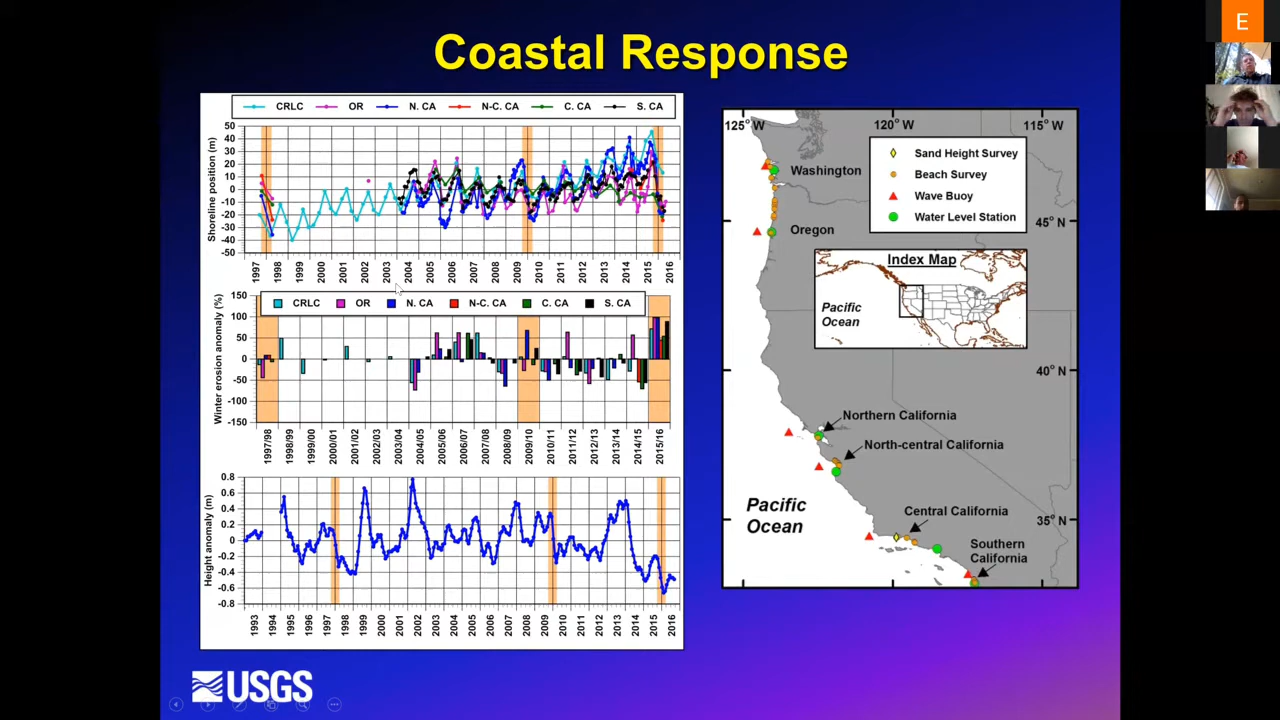 Coastal Response
CRLC OR N. CA N-C. CA C. CA S. CA
Shoreline position (m)
50
40
30
20
10
0
-10
-20
-30
-40
-50
1997 1998 1999 2000 2001 2002 2003 2004 2005 2006 2007 2008 2009 2010 2011 2012 2013 2014 2015 2016
CRLC OR N. CA N-C. CA C. CA S. CA
Winter erosion anomaly (%)
150
100
50
0
-50
-100
-150
1997/98 1998/99 1999/00 2000/01 2001/02 2002/03 2003/04 2004/05 2005/06 2006/07 2007/08 2008/09 2009/10 2010/11 2011/12 2012/13 2013/14 2014/15 2015/16
Height anomaly (m)
0.8
0.6
0.4
0.2
0
-0.2
-0.4
-0.6
-0.8
1993 1994 1995 1996 1997 1998 1999 2000 2001 2002 2003 2004 2005 2006 2007 2008 2009 2010 2011 2012 2013 2014 2015 2016
125° W 120° W 115° W
Sand Height Survey
Beach Survey
Wave Buoy
Water Level Station
Washington
Oregon
45° N
Index Map
Pacific
Ocean
40° N
Northern California
North-central California
Pacific
Ocean
Central California
35° N
Southern
California
USGS
E